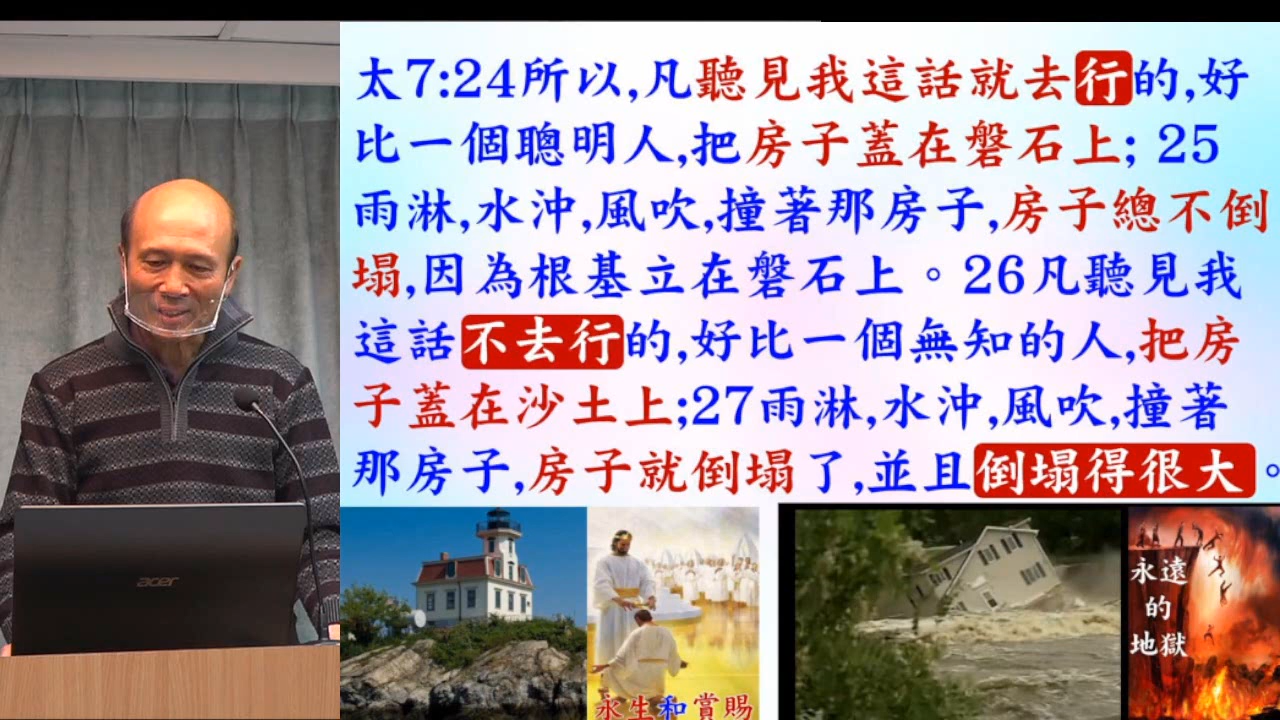 太7:24所以,凡聽見我這話就去行的,好
比一個聰明人,把房子蓋在磐石上; 25
雨淋,水沖,風吹,撞著那房子,房子總不倒
塌,因為根基立在磐石上。26凡聽見我
這話不去行的,好比一個無知的人,把房
子蓋在沙土上;27雨淋,水沖,風吹,撞著
那房子,房子就倒塌了,並且倒塌得很大。
永生和賞賜
永遠
的
地獄
acer